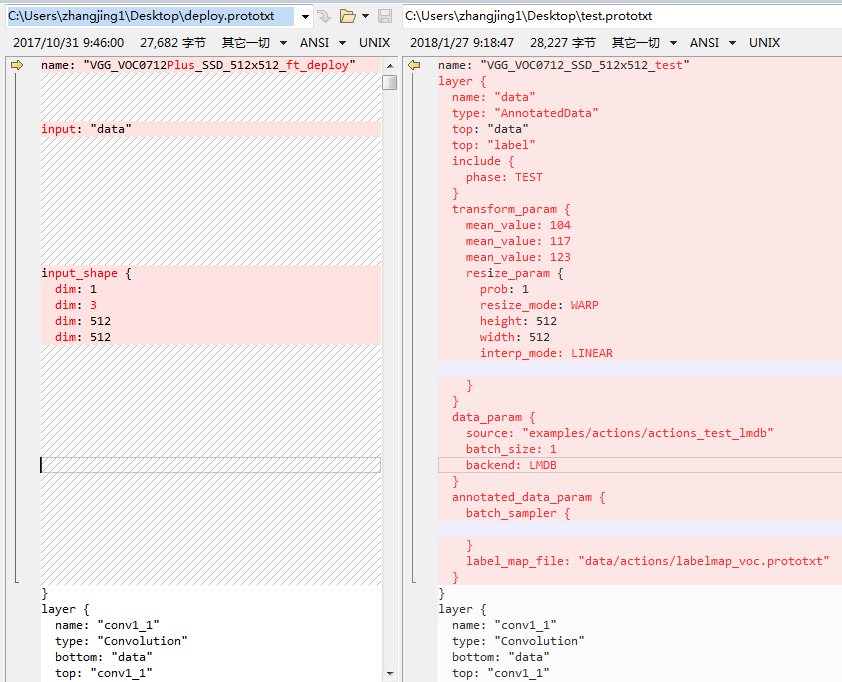 C:\Users\zhangjing1\Desktop\deploy.prototxt
2017/10/31 9:46:00 27,682 字节 其它一切 ANSI UNIX
name: "VGG_VOC0712Plus_SSD_512x512_ft_deploy"
input: "data"
input_shape {
dim: 1
dim: 3
dim: 512
dim: 512
}
layer {
name: "conv1_1"
type: "Convolution"
bottom: "data"
top: "conv1_1"
C:\Users\zhangjing1\Desktop\test.prototxt
2018/1/27 9:18:47 28,227 字节 其它一切 ANSI UNIX
name: "VGG_VOC0712_SSD_512x512_test"
layer {
name: "data"
type: "AnnotatedData"
top: "data"
top: "label"
include {
phase: TEST
}
transform_param {
mean_value: 104
mean_value: 117
mean_value: 123
resize_param {
prob: 1
resize_mode: WARP
height: 512
width: 512
interp_mode: LINEAR
}
}
data_param {
source: "examples/actions/actions_test_lmdb"
batch_size: 1
backend: LMDB
}
annotated_data_param {
batch_sampler {
}
label_map_file: "data/actions/labelmap_voc.prototxt"
}
}
layer {
name: "conv1_1"
type: "Convolution"
bottom: "data"
top: "conv1_1"